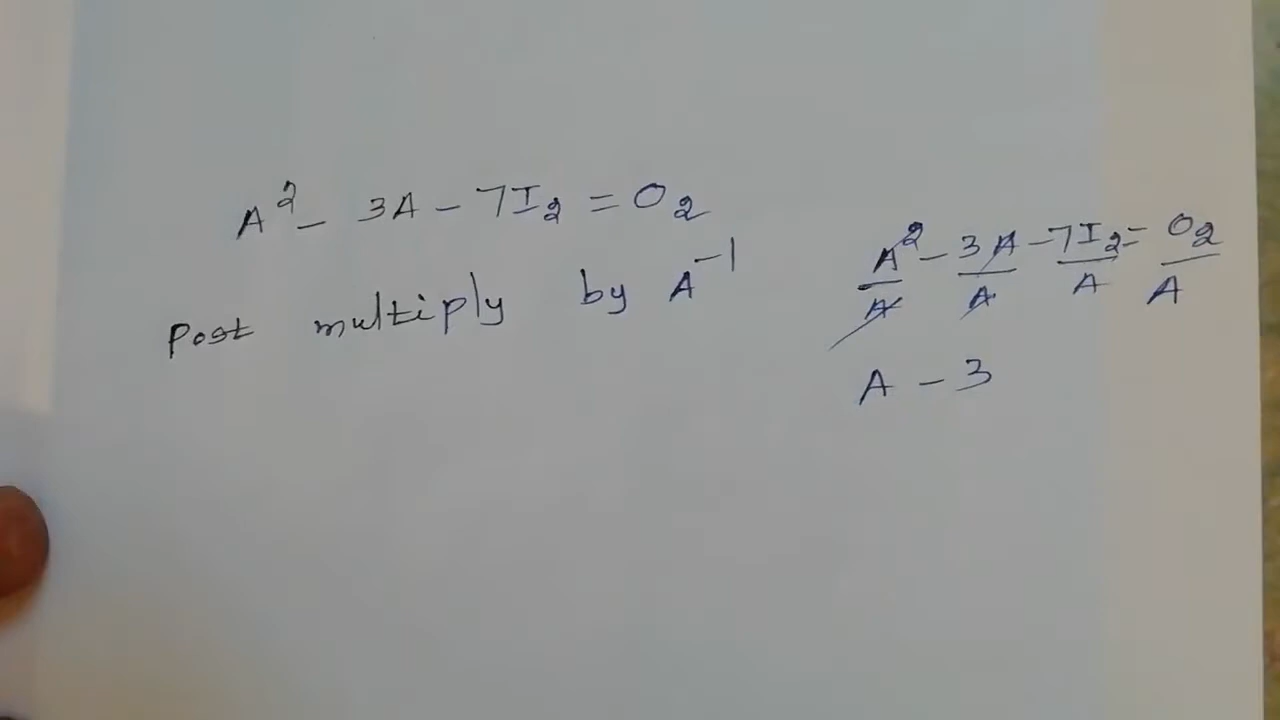 A² - 3A - 7I₂ = O₂
Post multiply by A⁻¹
A²/A - 3A/A - 7I₂/A = O₂/A
A - 3